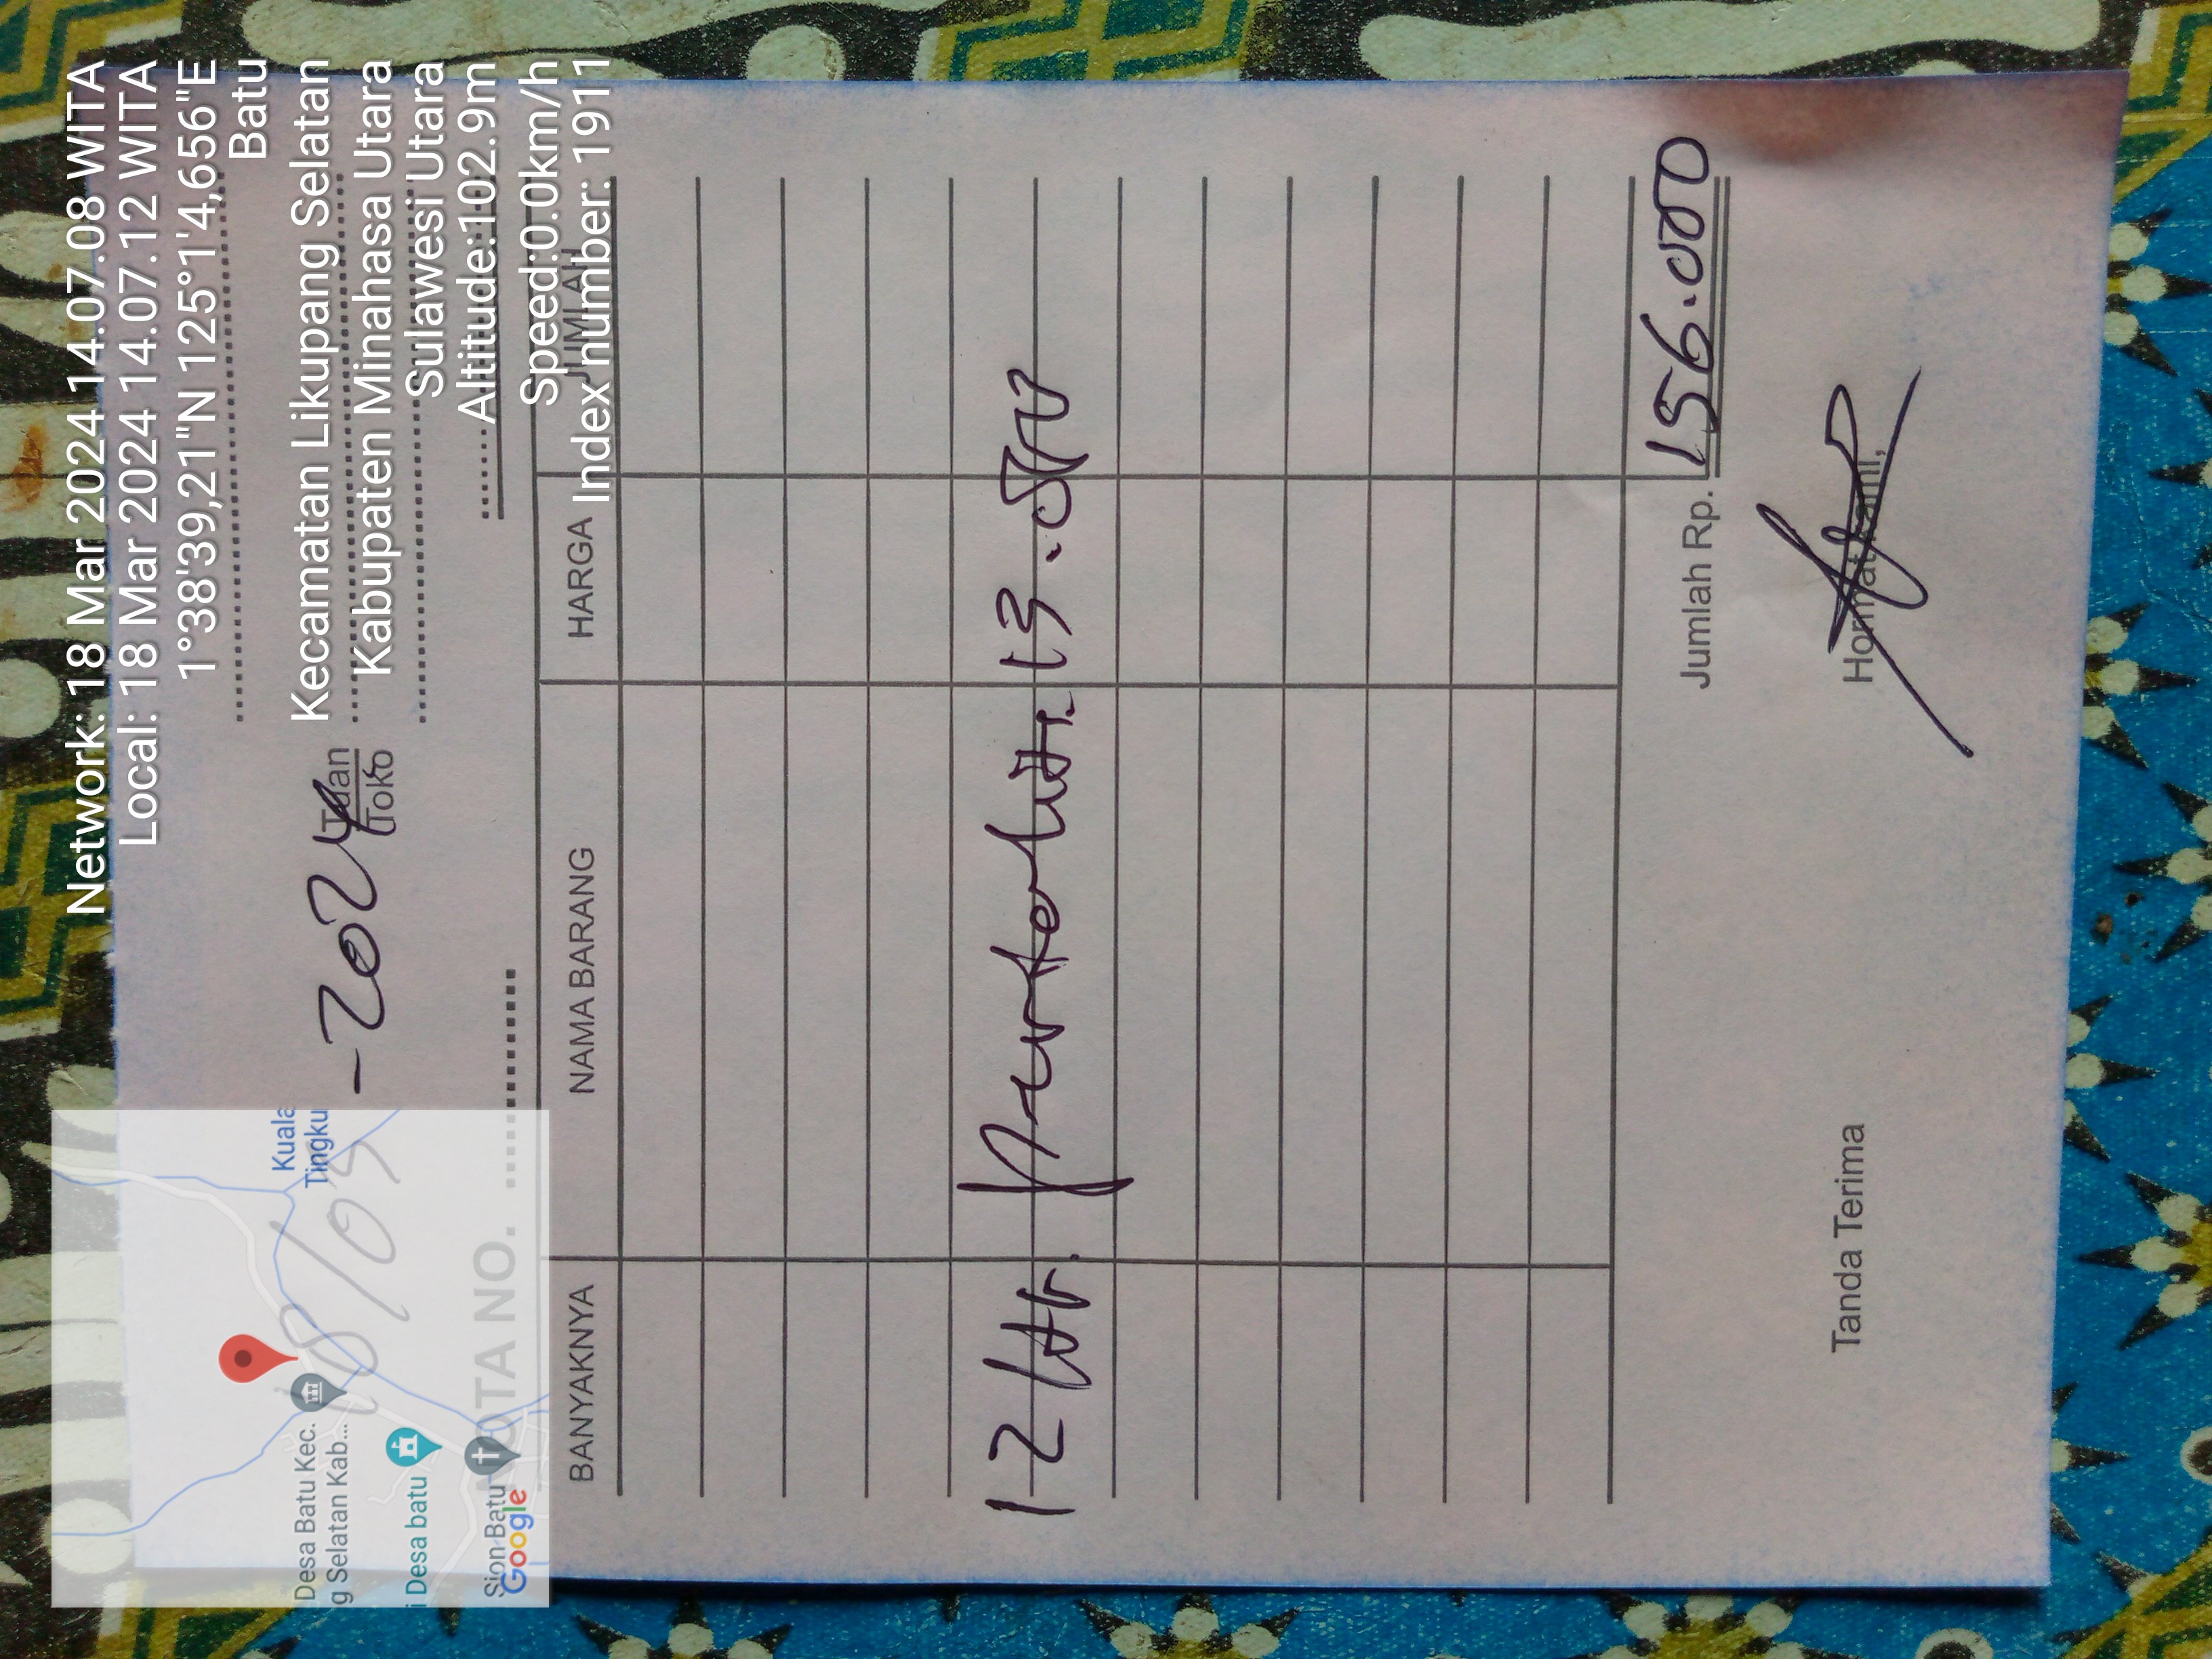 Network: 18 Mar 2024 14.07.08 WITA
Local: 18 Mar 2024 14.07.12 WITA
1°38'39,21"N 125°1'4,656"E
Batu
Kecamatan Likupang Selatan
Kabupaten Minahasa Utara
Sulawesi Utara
Altitude:102.9m
Speed:0.0km/h
Index number: 1911
Kuala
Tingku
Desa Batu Kec.
g Selatan Kab...
i Desa batu
Sion Batu
Google
18/03 - 2024
Tuan
Toko
NOTA NO.
BANYAKNYA NAMA BARANG HARGA JUMLAH
12 13.000
Jumlah Rp. 156.000
Tanda Terima Hormat kami,